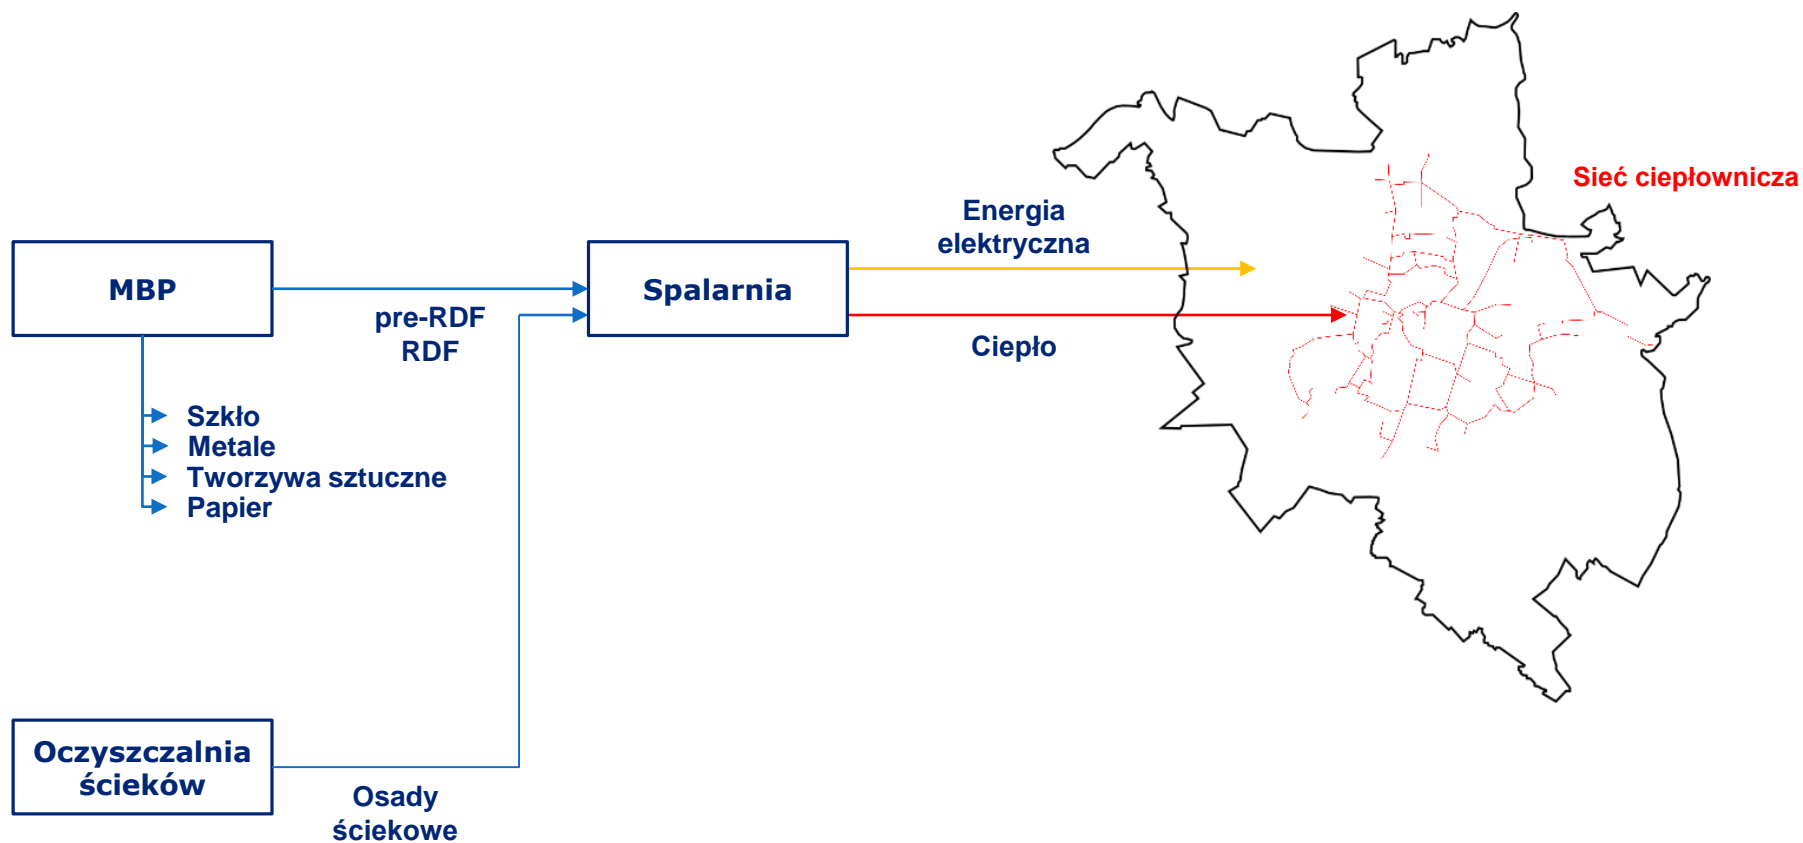 Sieć ciepłownicza
Energia
elektryczna
MBP
Spalarnia
pre-RDF
RDF
Ciepło
Szkło
Metale
Tworzywa sztuczne
Papier
Oczyszczalnia
ścieków
Osady
ściekowe